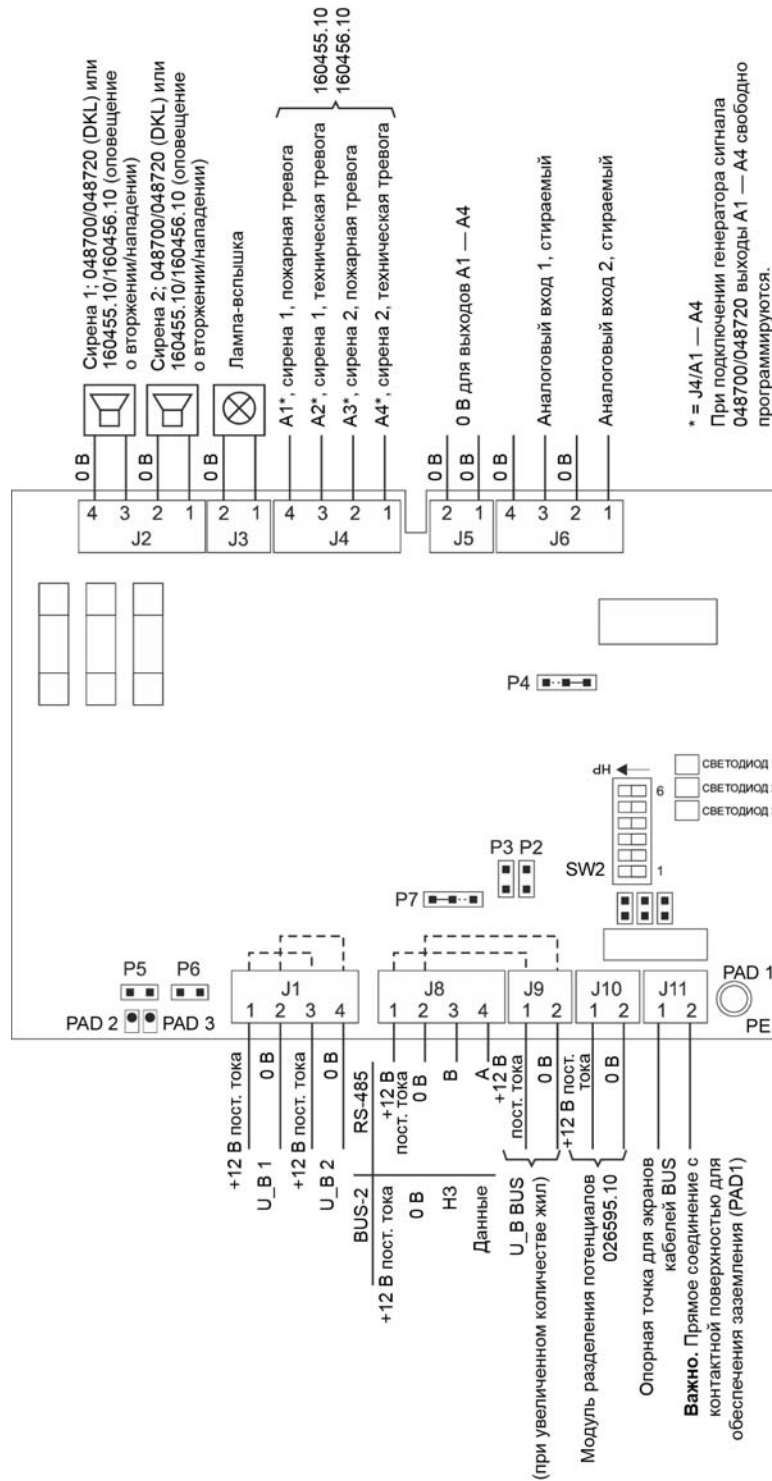 Сирена 1; 048700/048720 (DKL) или
160455.10/160456.10 (оповещение
о вторжении/нападении)
Сирена 2; 048700/048720 (DKL) или
160455.10/160456.10 (оповещение
о вторжении/нападении)
Лампа-вспышка
A1*, сирена 1, пожарная тревога
A2*, сирена 1, техническая тревога
A3*, сирена 2, пожарная тревога
A4*, сирена 2, техническая тревога
160455.10
160456.10
0 В для выходов A1 — A4
Аналоговый вход 1, стираемый
Аналоговый вход 2, стираемый
* = J4/A1 — A4
При подключении генератора сигнала
048700/048720 выходы A1 — A4 свободно
программируются.
0 В
0 В
0 В
0 В
0 В
0 В
0 В
4
3
2
1
J2
2
1
J3
4
3
2
1
J4
2
1
J5
4
3
2
1
J6
P4
НР
SW2
1
6
СВЕТОДИОД
СВЕТОДИОД
СВЕТОДИОД
P7
P3
P2
P5
P6
PAD 2
PAD 3
J1
1
2
3
4
J8
1
2
3
4
J9
1
2
J10
1
2
J11
1
2
PAD 1
PE
+12 В пост. тока
U_B 1
0 В
+12 В пост. тока
U_B 2
0 В
BUS-2
RS-485
+12 В пост. тока
+12 В
пост. тока
0 В
0 В
НЗ
B
Данные
A
U_B BUS
(при увеличенном количестве жил)
+12 В
пост. тока
0 В
Модуль разделения потенциалов
026595.10
+12 В пост.
тока
0 В
Опорная точка для экранов
кабелей BUS
Важно. Прямое соединение с
контактной поверхностью для
обеспечения заземления (PAD1)